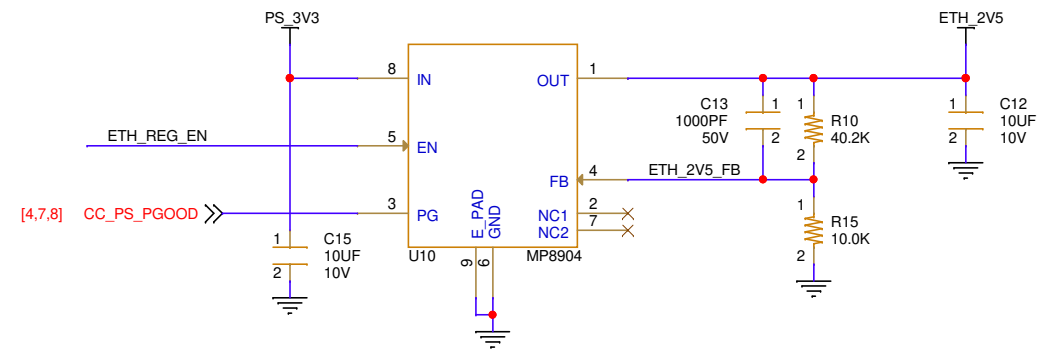 PS_3V3
ETH_2V5
8 IN
OUT 1
ETH_REG_EN
5 EN
C13
1000PF
50V
1
2
1
R10
40.2K
2
1
C12
10UF
10V
2
FB 4
ETH_2V5_FB
[4,7,8] CC_PS_PGOOD
3 PG
NC1 2
NC2 7
E_PAD
GND
9
6
U10
MP8904
1
R15
10.0K
2
1
C15
10UF
10V
2